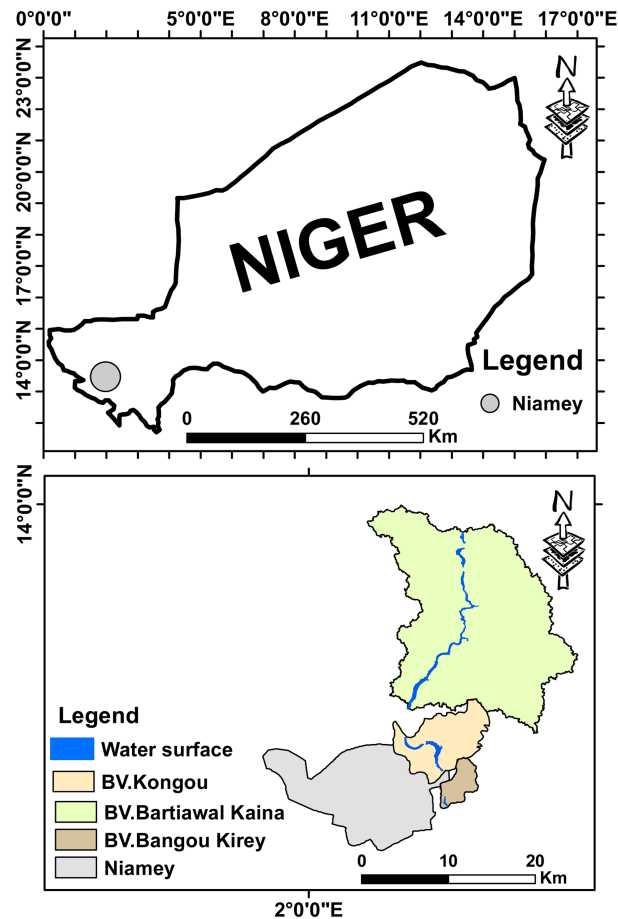 0°0'0" 5°0'0"E 8°0'0"E 11°0'0"E 14°0'0"E 17°0'0"E
23°0'0"N
20°0'0"N
17°0'0"N
14°0'0"N
N
NIGER
Legend
Niamey
0 260 520
Km
14°0'0"N
N
Legend
Water surface
BV.Kongou
BV.Bartiawal Kaina
BV.Bangou Kirey
Niamey
0 10 20
Km
2°0'0"E